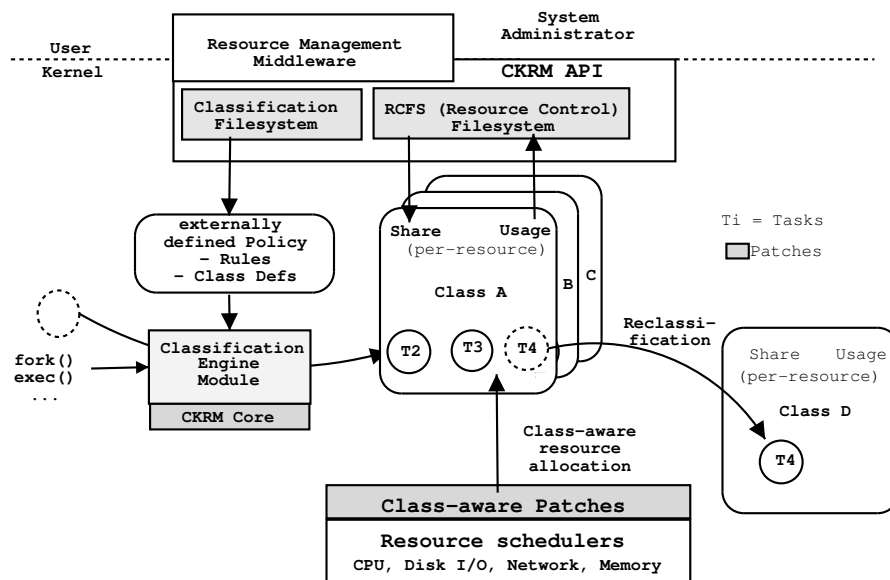 System
Administrator
User
Kernel
Resource Management
Middleware
CKRM API
Classification
Filesystem
RCFS (Resource Control)
Filesystem
externally
defined Policy
– Rules
– Class Defs
Share Usage
(per–resource)
Class A
B
C
T2 T3 T4
Ti = Tasks
Patches
fork()
exec()
...
Classification
Engine
Module
CKRM Core
Reclassi–
fication
Share Usage
(per–resource)
Class D
T4
Class–aware
resource
allocation
Class–aware Patches
Resource schedulers
CPU, Disk I/O, Network, Memory